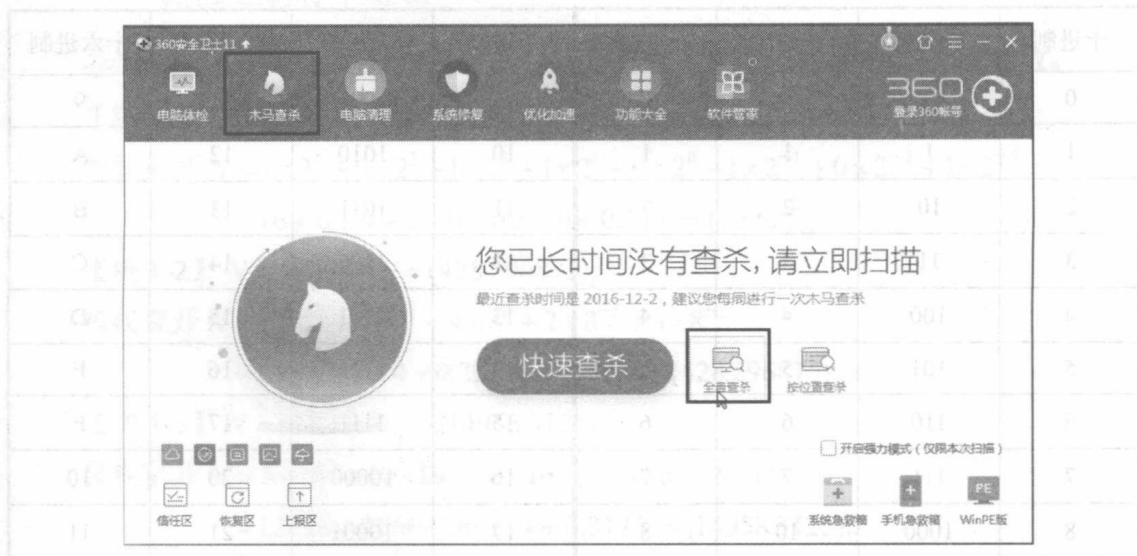 360安全卫士11
电脑体检 木马查杀 电脑清理 系统修复 优化加速 功能大全 软件管家
360
登录360帐号
您已长时间没有查杀,请立即扫描
最近查杀时间是 2016-12-2,建议您每周进行一次木马查杀
快速查杀
全盘查杀 按位置查杀
开启强力模式(仅限本次扫描)
信任区 恢复区 上报区
PE
系统急救箱 手机急救箱 WinPE版